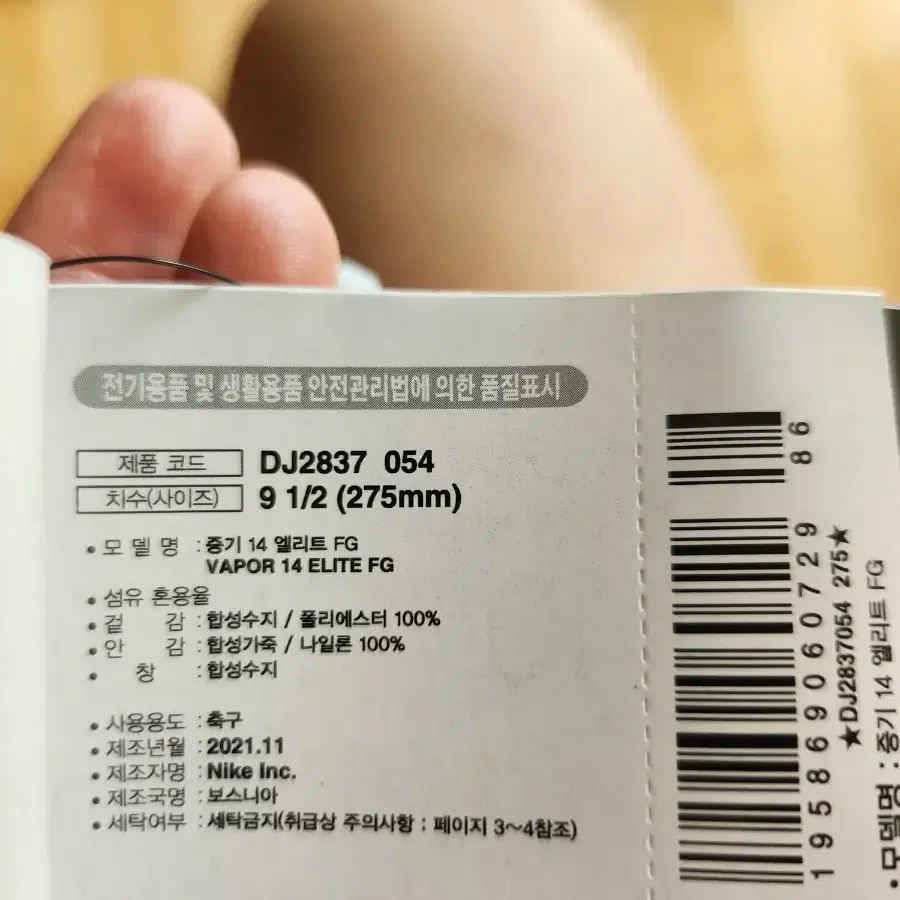 전기용품 및 생활용품 안전관리법에 의한 품질표시
제품 코드 DJ2837 054
치수(사이즈) 9 1/2 (275mm)
• 모 델 명 : 중기 14 엘리트 FG
VAPOR 14 ELITE FG
• 섬유 혼용율
• 겉 감 : 합성수지 / 폴리에스터 100%
• 안 감 : 합성가죽 / 나일론 100%
• 창 : 합성수지
• 사용용도 : 축구
• 제조년월 : 2021.11
• 제조자명 : Nike Inc.
• 제조국명 : 보스니아
• 세탁여부 : 세탁금지(취급상 주의사항 : 페이지 3~4참조)
86
195869060729
★DJ2837054 275★
• 모델명 : 중기 14 엘리트 FG